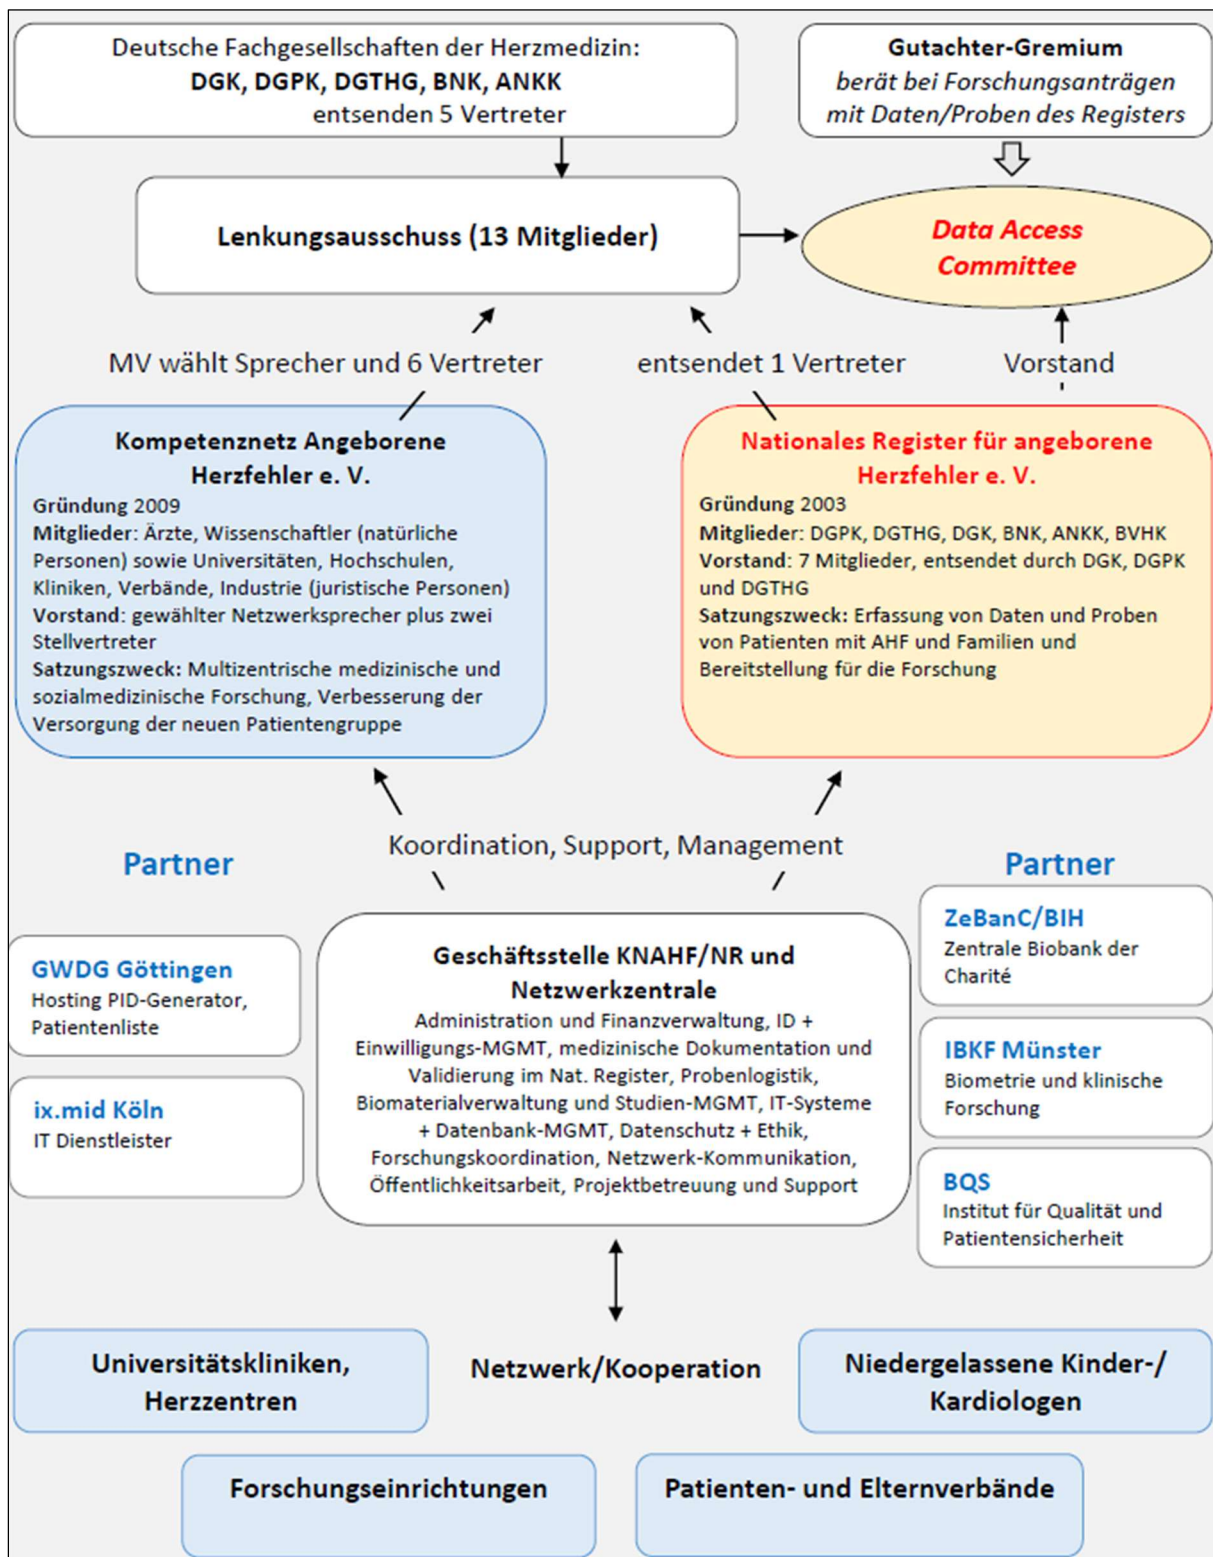 Deutsche Fachgesellschaften der Herzmedizin:
DGK, DGPK, DGTHG, BNK, ANKK
entsenden 5 Vertreter
Gutachter-Gremium
berät bei Forschungsanträgen
mit Daten/Proben des Registers
Lenkungsausschuss (13 Mitglieder)
Data Access
Committee
MV wählt Sprecher und 6 Vertreter
entsendet 1 Vertreter
Vorstand
Kompetenznetz Angeborene
Herzfehler e. V.
Gründung 2009
Mitglieder: Ärzte, Wissenschaftler (natürliche
Personen) sowie Universitäten, Hochschulen,
Kliniken, Verbände, Industrie (juristische Personen)
Vorstand: gewählter Netzwerksprecher plus zwei
Stellvertreter
Satzungszweck: Multizentrische medizinische und
sozialmedizinische Forschung, Verbesserung der
Versorgung der neuen Patientengruppe
Nationales Register für angeborene
Herzfehler e. V.
Gründung 2003
Mitglieder: DGPK, DGTHG, DGK, BNK, ANKK, BVHK
Vorstand: 7 Mitglieder, entsendet durch DGK, DGPK
und DGTHG
Satzungszweck: Erfassung von Daten und Proben
von Patienten mit AHF und Familien und
Bereitstellung für die Forschung
Koordination, Support, Management
Partner
GWDG Göttingen
Hosting PID-Generator,
Patientenliste
ix.mid Köln
IT Dienstleister
Geschäftsstelle KNAHF/NR und
Netzwerkzentrale
Administration und Finanzverwaltung, ID +
Einwilligungs-MGMT, medizinische Dokumentation und
Validierung im Nat. Register, Probenlogistik,
Biomaterialverwaltung und Studien-MGMT, IT-Systeme
+ Datenbank-MGMT, Datenschutz + Ethik,
Forschungskoordination, Netzwerk-Kommunikation,
Öffentlichkeitsarbeit, Projektbetreuung und Support
Partner
ZeBanC/BIH
Zentrale Biobank der
Charité
IBKF Münster
Biometrie und klinische
Forschung
BQS
Institut für Qualität und
Patientensicherheit
Universitätskliniken,
Herzzentren
Netzwerk/Kooperation
Niedergelassene Kinder-/
Kardiologen
Forschungseinrichtungen
Patienten- und Elternverbände